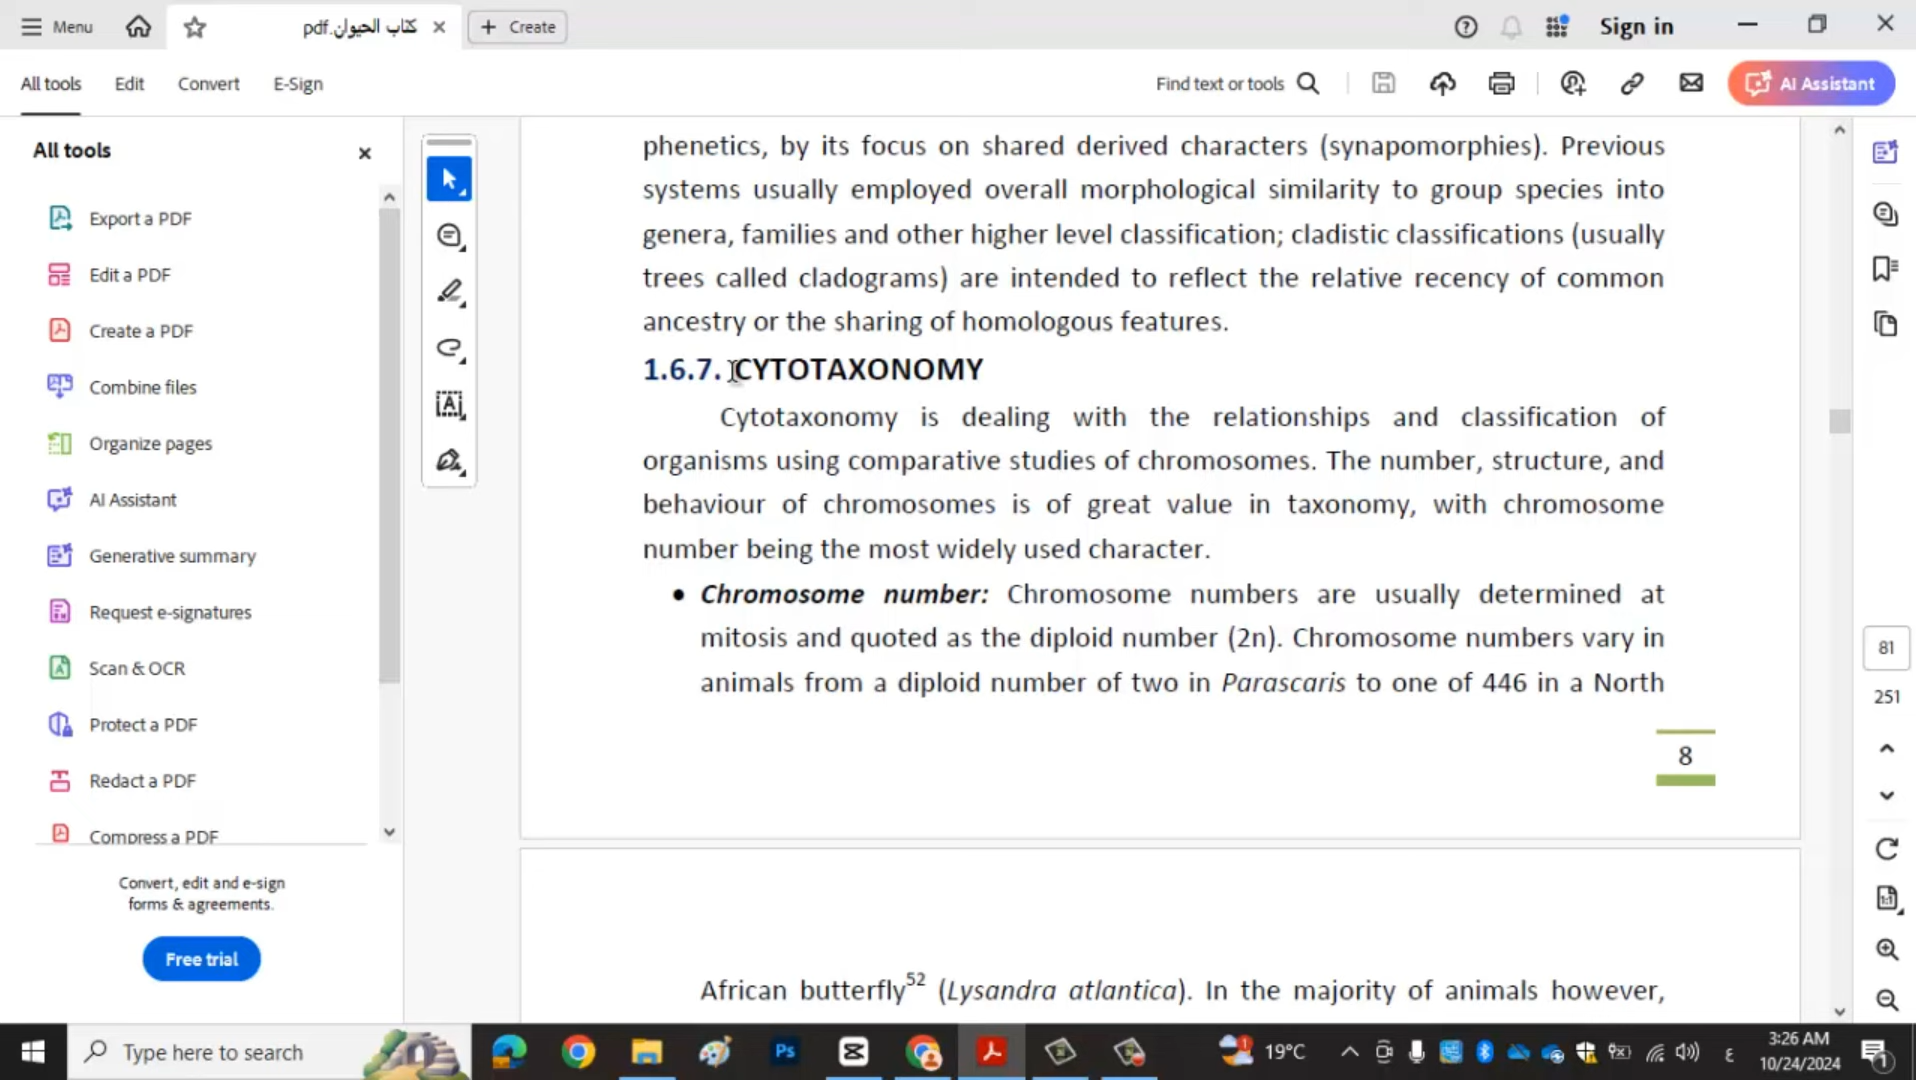 Menu
كتاب الحيوان.pdf
Create
Sign in
All tools
Edit
Convert
E-Sign
Find text or tools
AI Assistant
All tools
Export a PDF
Edit a PDF
Create a PDF
Combine files
Organize pages
AI Assistant
Generative summary
Request e-signatures
Scan & OCR
Protect a PDF
Redact a PDF
Compress a PDF
Convert, edit and e-sign
forms & agreements.
Free trial
phenetics, by its focus on shared derived characters (synapomorphies). Previous
systems usually employed overall morphological similarity to group species into
genera, families and other higher level classification; cladistic classifications (usually
trees called cladograms) are intended to reflect the relative recency of common
ancestry or the sharing of homologous features.
1.6.7. CYTOTAXONOMY
Cytotaxonomy is dealing with the relationships and classification of
organisms using comparative studies of chromosomes. The number, structure, and
behaviour of chromosomes is of great value in taxonomy, with chromosome
number being the most widely used character.
• Chromosome number: Chromosome numbers are usually determined at
mitosis and quoted as the diploid number (2n). Chromosome numbers vary in
animals from a diploid number of two in Parascaris to one of 446 in a North
8
African butterfly52 (Lysandra atlantica). In the majority of animals however,
81
251
Type here to search
Ps
19°C
ع
3:26 AM
10/24/2024
1